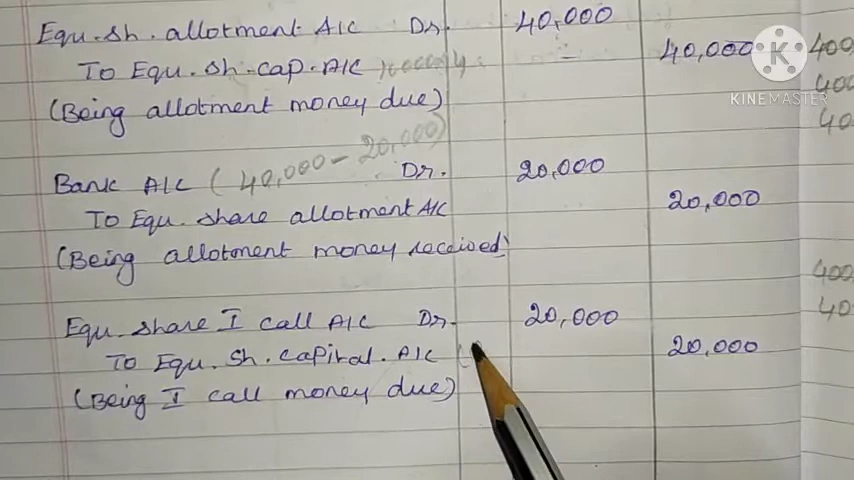 Equ. Sh. allotment A/C Dr. 40,000
To Equ. Sh. cap. A/C 40,000
(Being allotment money due)
Bank A/C (40,000 - 20,000) Dr. 20,000
To Equ. share allotment A/C 20,000
(Being allotment money received)
Equ. share I call A/C Dr. 20,000
To Equ. Sh. capital. A/C 20,000
(Being I call money due)
K
KINEMASTER